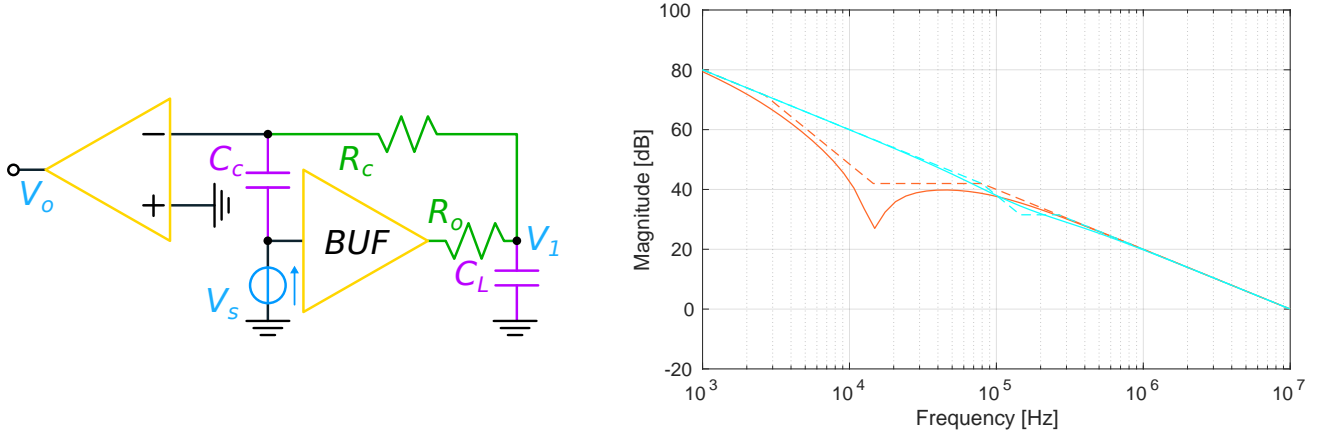 −
+
V_o
C_c
R_c
BUF
R_o
V_1
C_L
V_s
100
80
60
40
20
0
-20
Magnitude [dB]
10^3 10^4 10^5 10^6 10^7
Frequency [Hz]